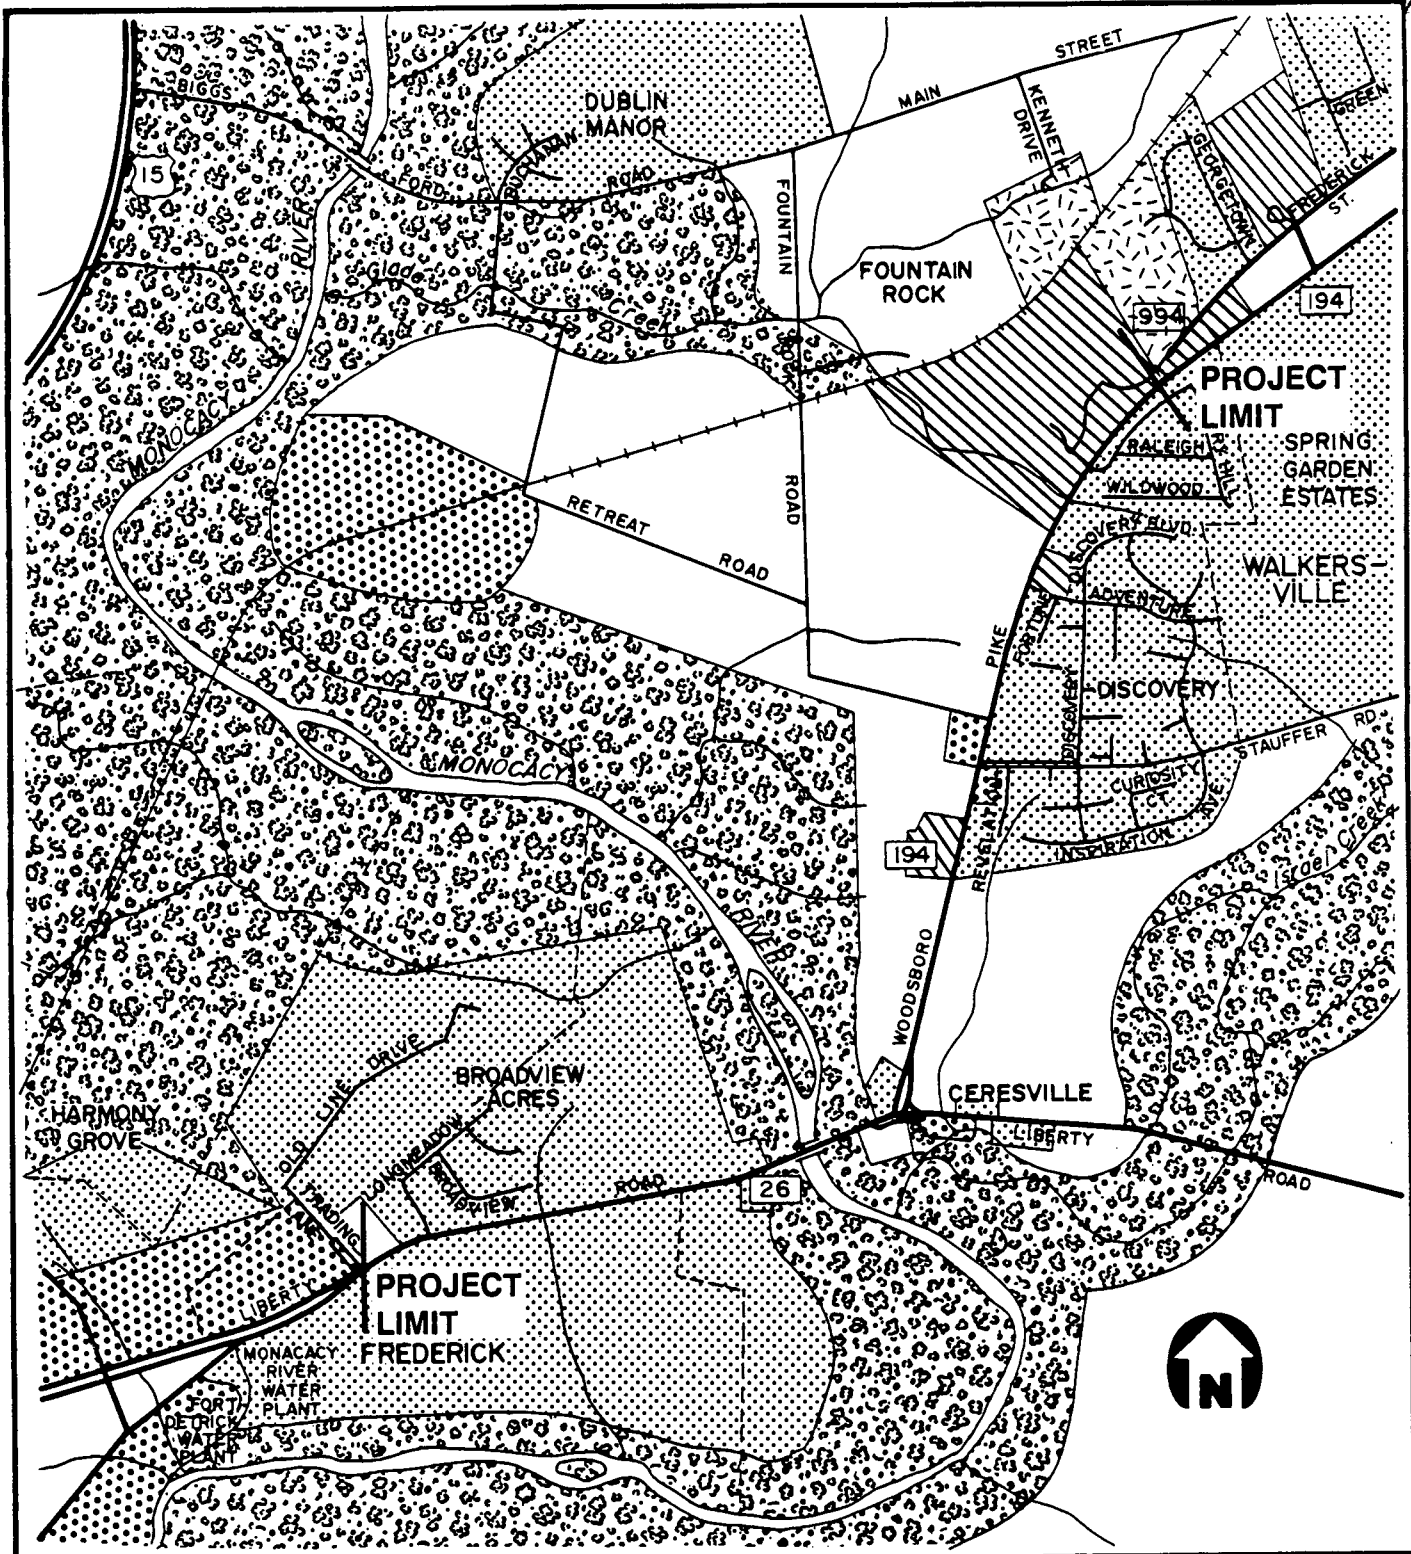 STREET
MAIN
BIGGS
DUBLIN
MANOR
KENNETH
DRIVE
GREEN
BUCHANAN
GEORGETOWN
15
FORD
ROAD
FOUNTAIN
FREDERICK
ST.
RIVER
Glade
Creek
FOUNTAIN
ROCK
194
994
ROCK
PROJECT
LIMIT
MONOCACY
RALEIGH
SPRING
GARDEN
ESTATES
WILDWOOD
HILL
ROAD
RETREAT
ROAD
DISCOVERY BLVD.
WALKERS-
VILLE
ADVENTURE
FORTUNE
PIKE
DISCOVERY
DISCOVERY
RD
STAUFFER
MONOCACY
CURIOSITY
CT.
AVE.
REVELATION
INSPIRATION
194
Israel Creek
RIVER
WOODSBORO
OLD LINE DRIVE
BROADVIEW
ACRES
CERESVILLE
HARMONY
GROVE
LONGMEADOW
LIBERTY
ROAD
BROADVIEW
ROAD
26
TRADING
LANE
LIBERTY
PROJECT
LIMIT
FREDERICK
MONACACY
RIVER
WATER
PLANT
FORT
DETRICK
WATER
PLANT
N